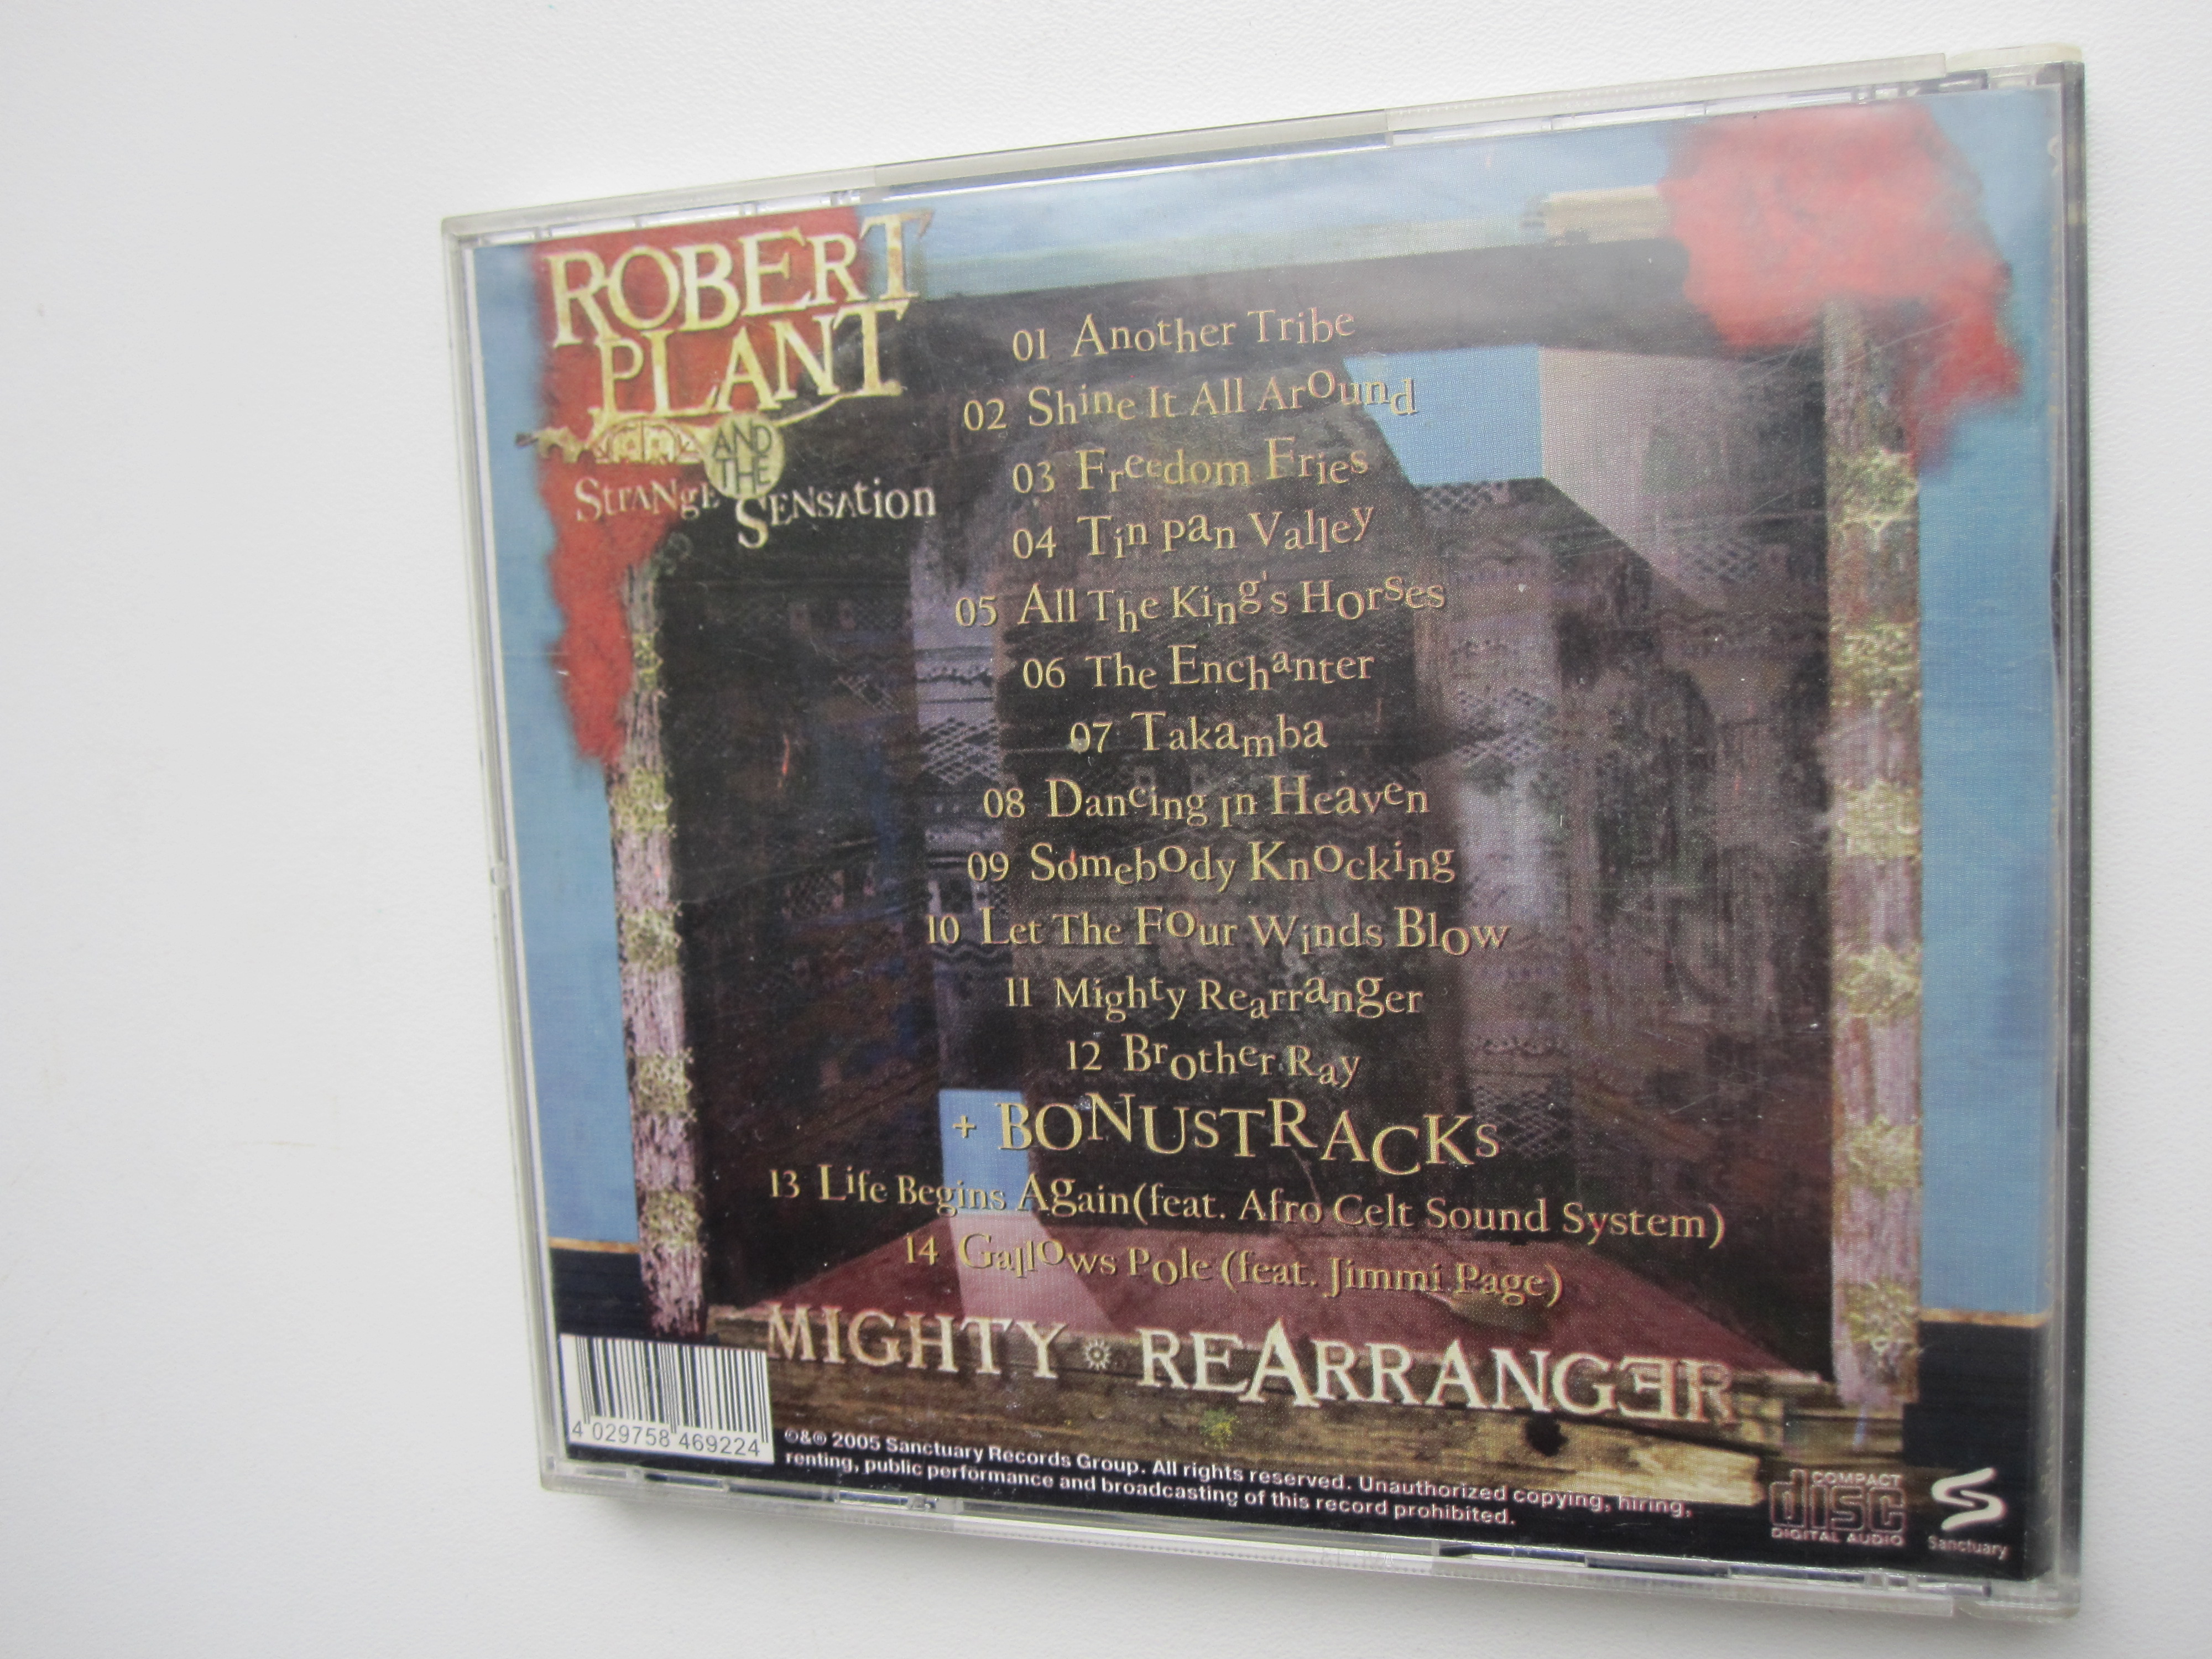 ROBERT
PLANT
AND
THE
Strange Sensation
01 Another Tribe
02 Shine It All Around
03 Freedom Fries
04 Tin pan Valley
05 All The King's Horses
06 The Enchanter
07 Takamba
08 Dancing in Heaven
09 Somebody Knocking
10 Let The Four Winds Blow
11 Mighty Rearranger
12 Brother Ray
+ BONUSTRACKS
13 Life Begins Again(feat. Afro Celt Sound System)
14 Gallows Pole (feat. Jimmi Page)
MIGHTY REARRANGER
4 029758 469224
©&℗ 2005 Sanctuary Records Group. All rights reserved. Unauthorized copying, hiring,
renting, public performance and broadcasting of this record prohibited.
COMPACT
disc
DIGITAL AUDIO
Sanctuary